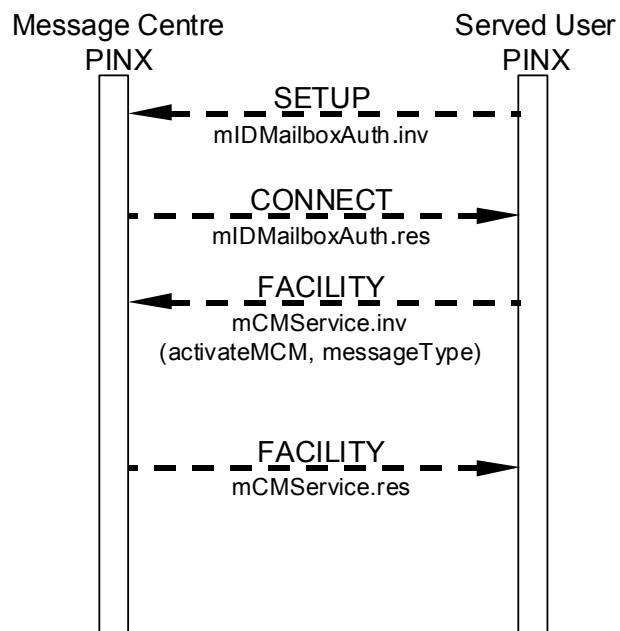 Message Centre
PINX
Served User
PINX
SETUP
mIDMailboxAuth.inv
CONNECT
mIDMailboxAuth.res
FACILITY
mCMService.inv
(activateMCM, messageType)
FACILITY
mCMService.res